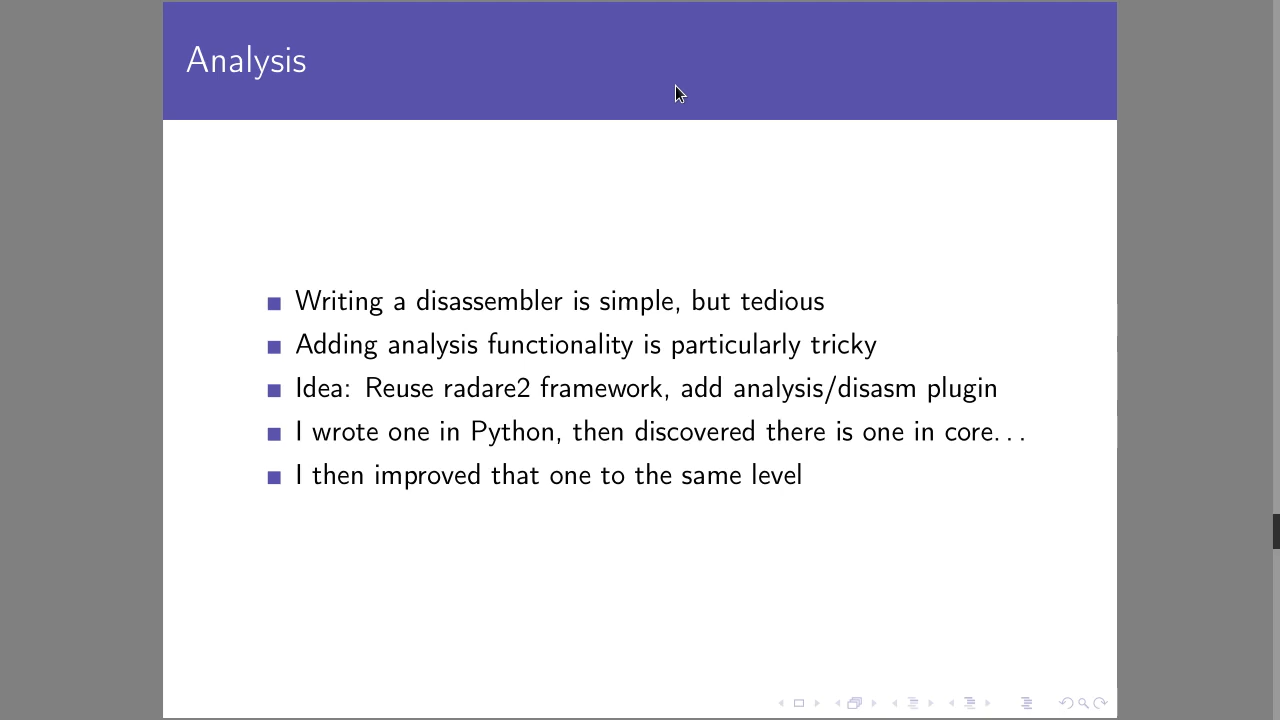 Analysis
Writing a disassembler is simple, but tedious
Adding analysis functionality is particularly tricky
Idea: Reuse radare2 framework, add analysis/disasm plugin
I wrote one in Python, then discovered there is one in core...
I then improved that one to the same level